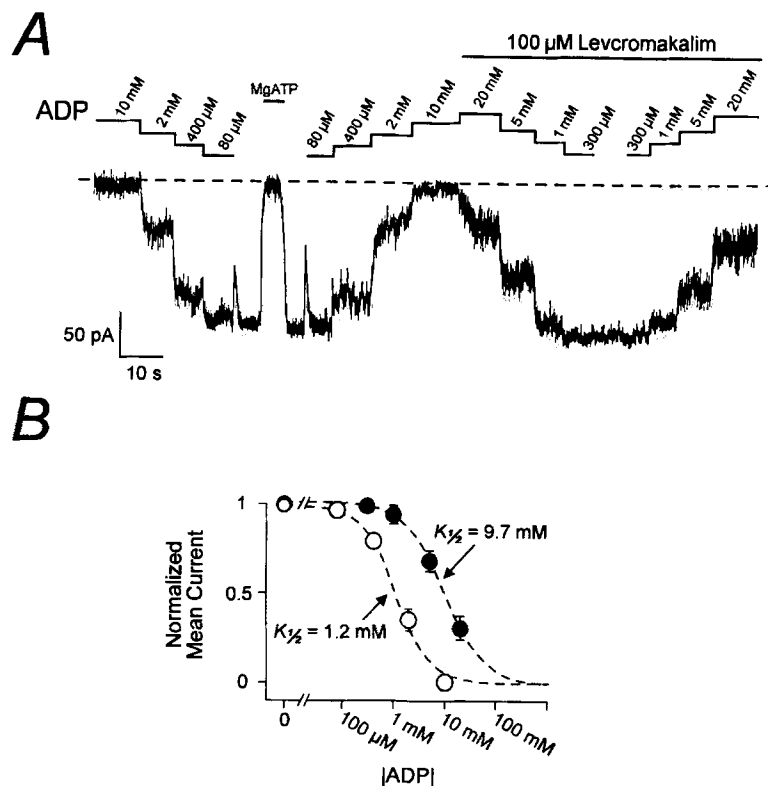 A
100 µM Levcromakalim
MgATP
ADP
10 mM
2 mM
400 µM
80 µM
80 µM
400 µM
2 mM
10 mM
20 mM
5 mM
1 mM
300 µM
300 µM
1 mM
5 mM
20 mM
50 pA
10 s
B
Normalized
Mean Current
1
0.5
0
K½ = 9.7 mM
K½ = 1.2 mM
0
100 µM
1 mM
10 mM
100 mM
|ADP|